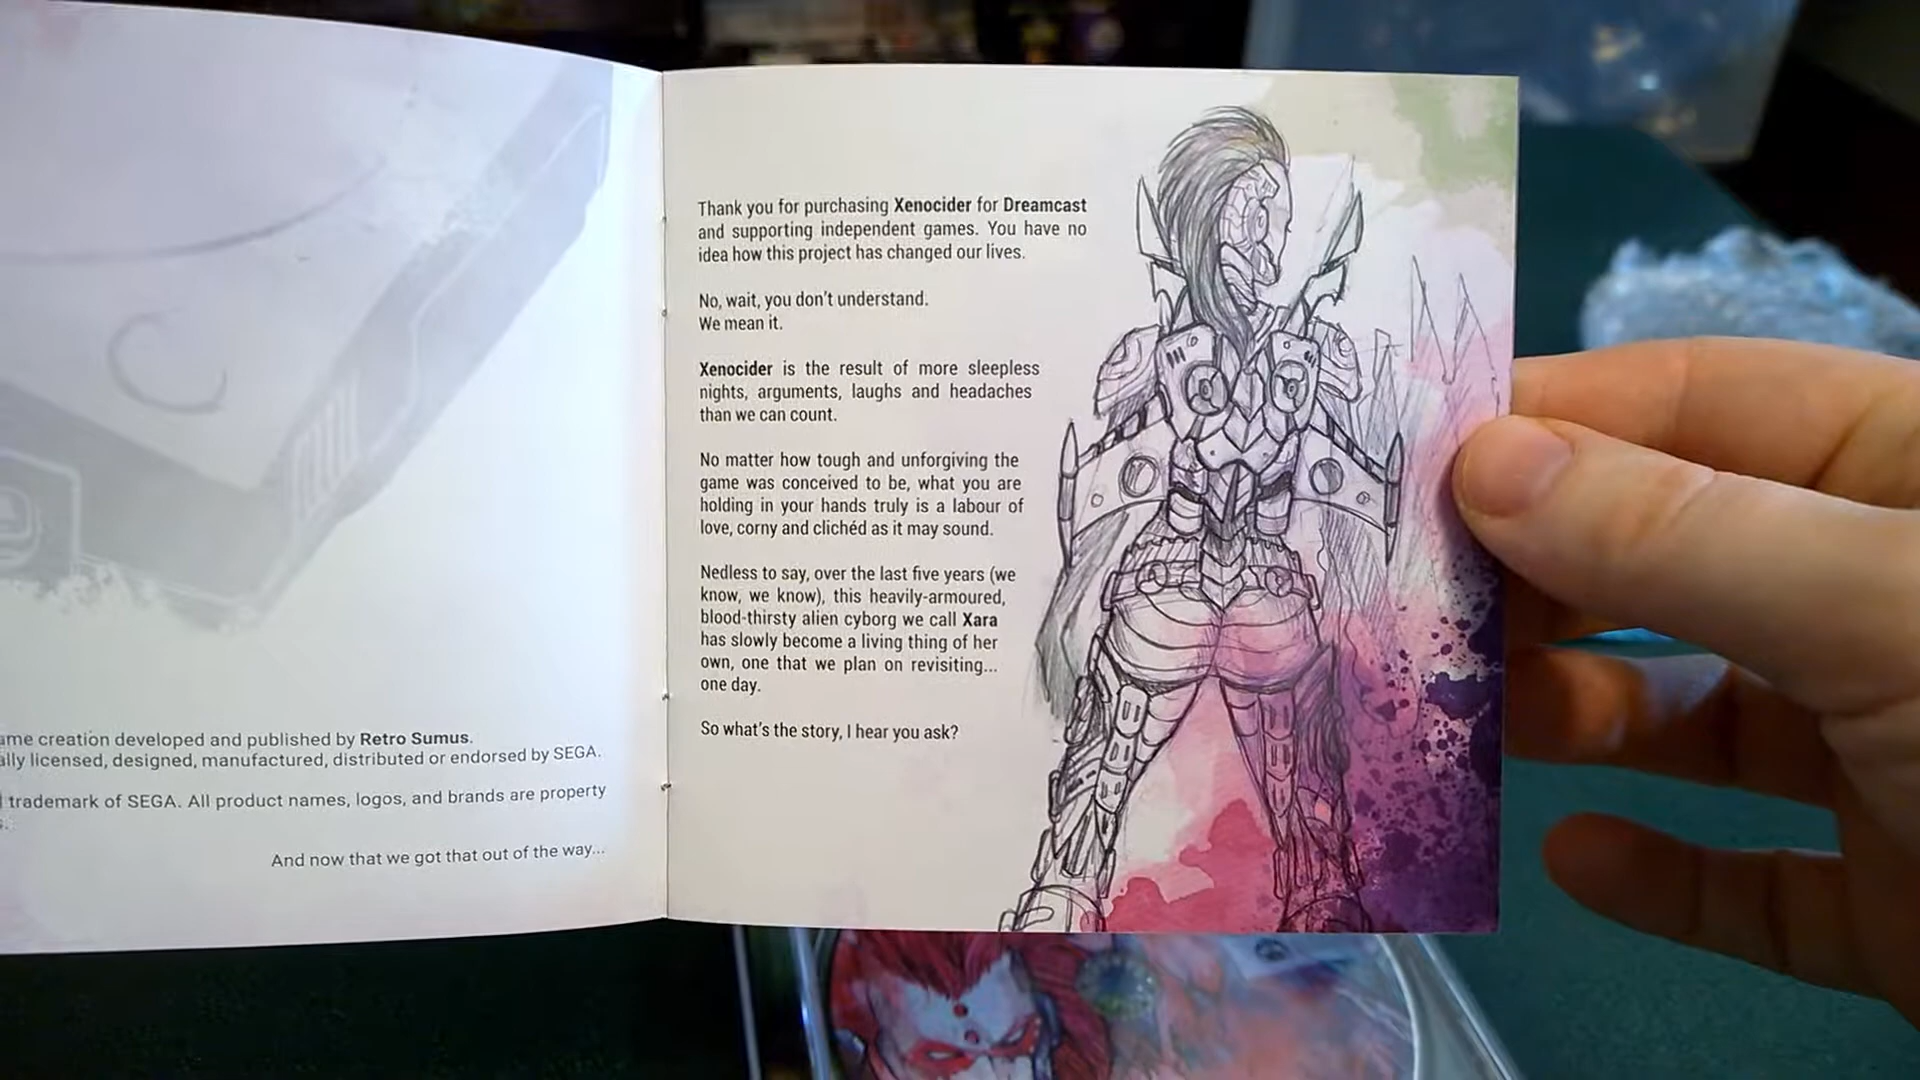 ame creation developed and published by Retro Sumus.
ally licensed, designed, manufactured, distributed or endorsed by SEGA.
trademark of SEGA. All product names, logos, and brands are property
And now that we got that out of the way...
Thank you for purchasing Xenocider for Dreamcast
and supporting independent games. You have no
idea how this project has changed our lives.
No, wait, you don't understand.
We mean it.
Xenocider is the result of more sleepless
nights, arguments, laughs and headaches
than we can count.
No matter how tough and unforgiving the
game was conceived to be, what you are
holding in your hands truly is a labour of
love, corny and clichéd as it may sound.
Nedless to say, over the last five years (we
know, we know), this heavily-armoured,
blood-thirsty alien cyborg we call Xara
has slowly become a living thing of her
own, one that we plan on revisiting...
one day.
So what's the story, I hear you ask?